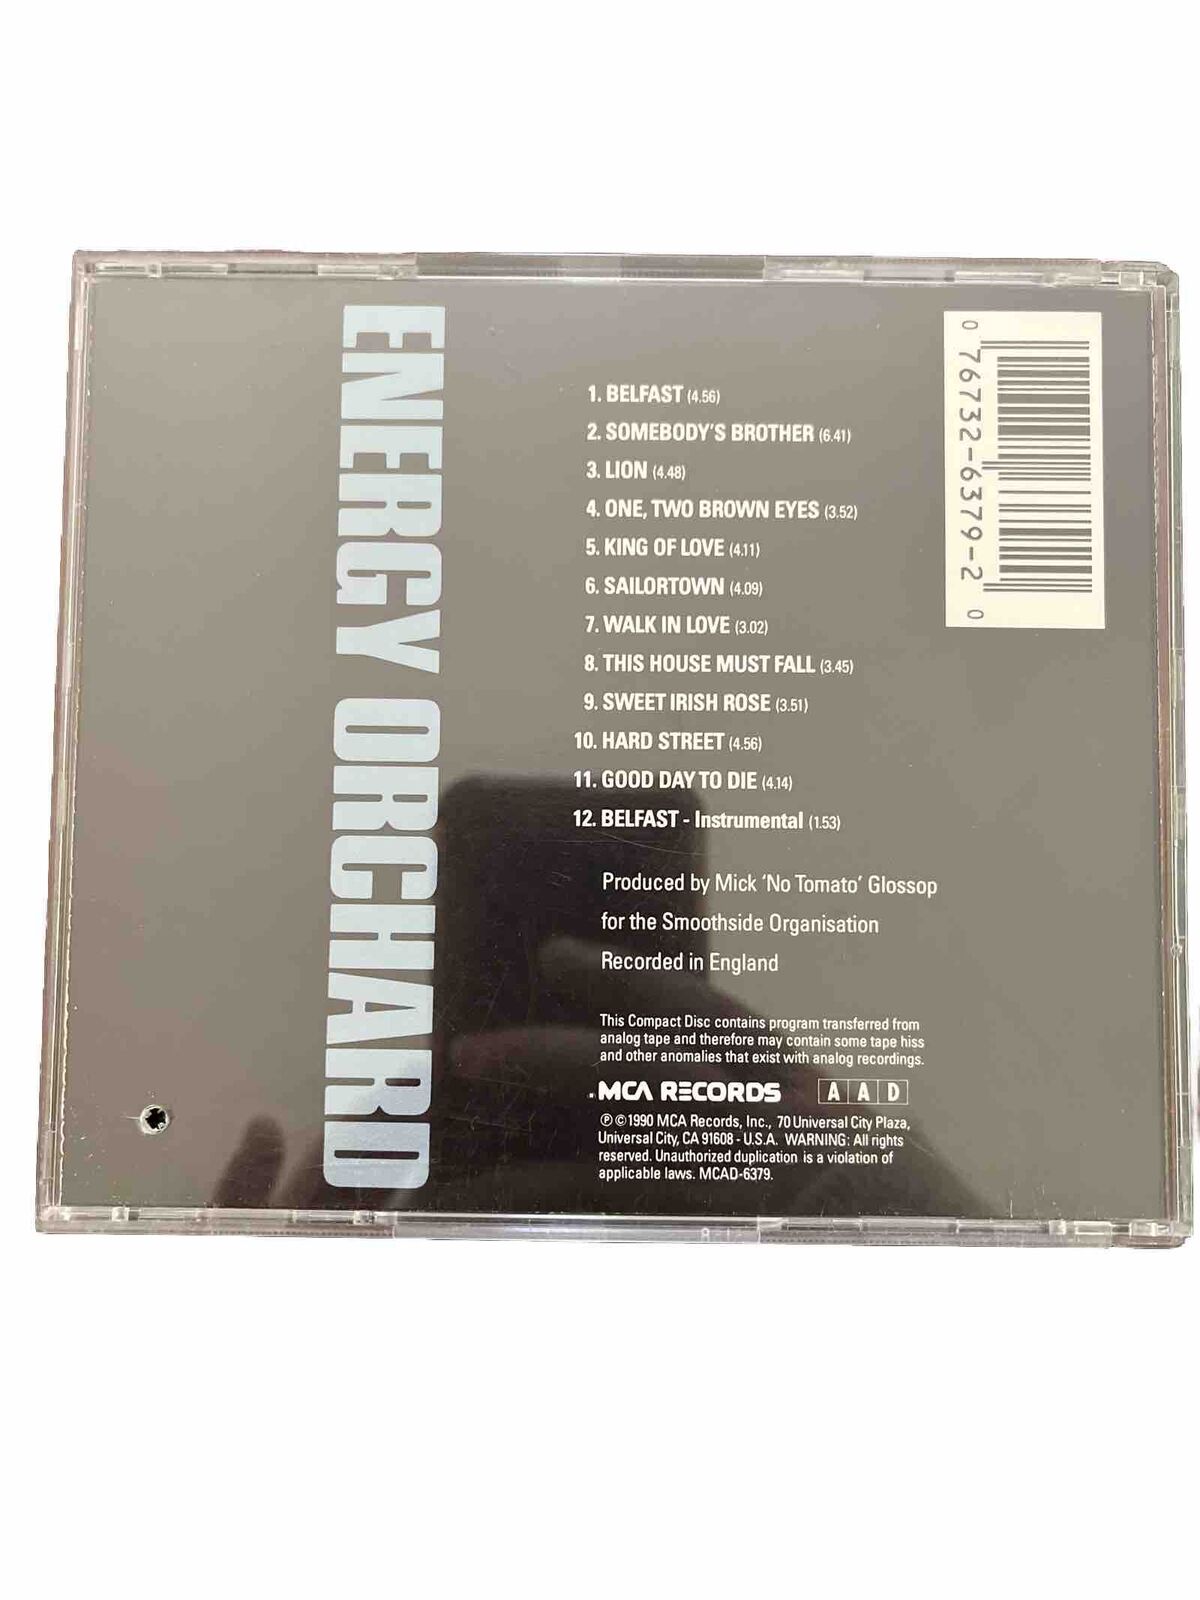 ENERGY ORCHARD
1. BELFAST (4.56)
2. SOMEBODY'S BROTHER (6.41)
3. LION (4.48)
4. ONE, TWO BROWN EYES (3.52)
5. KING OF LOVE (4.11)
6. SAILORTOWN (4.09)
7. WALK IN LOVE (3.02)
8. THIS HOUSE MUST FALL (3.45)
9. SWEET IRISH ROSE (3.51)
10. HARD STREET (4.56)
11. GOOD DAY TO DIE (4.14)
12. BELFAST - Instrumental (1.53)
Produced by Mick 'No Tomato' Glossop
for the Smoothside Organisation
Recorded in England
This Compact Disc contains program transferred from
analog tape and therefore may contain some tape hiss
and other anomalies that exist with analog recordings.
MCA RECORDS A A D
℗ ©1990 MCA Records, Inc., 70 Universal City Plaza,
Universal City, CA 91608 - U.S.A. WARNING: All rights
reserved. Unauthorized duplication is a violation of
applicable laws. MCAD-6379.
0 76732-6379-2 0